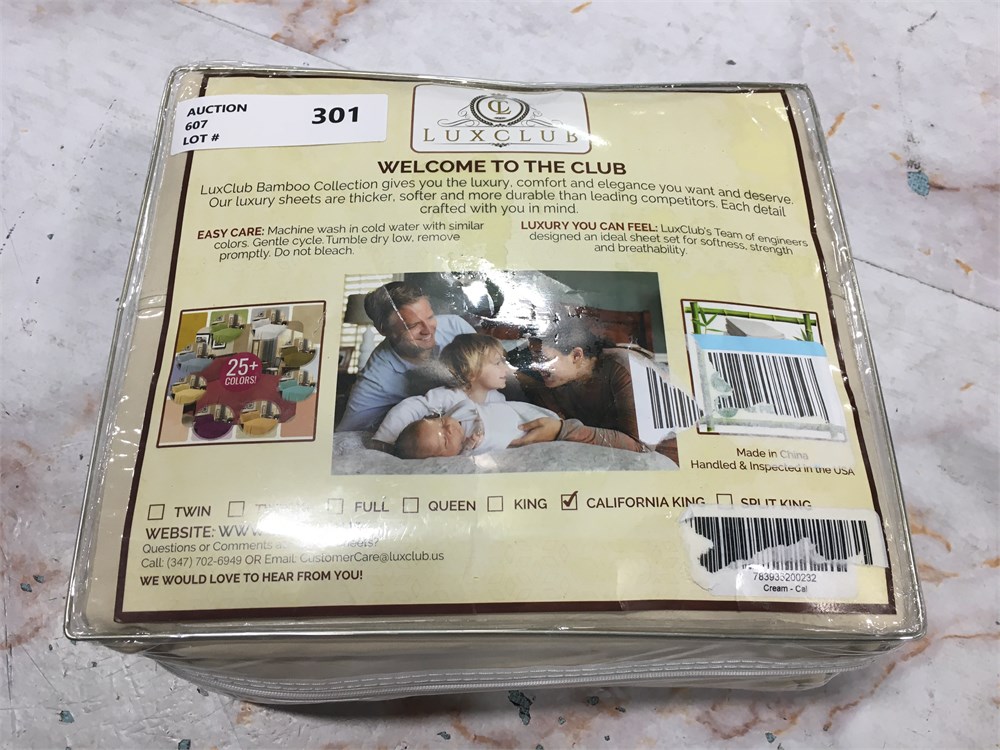 AUCTION
607
LOT #
301
CL
LUXCLUB
WELCOME TO THE CLUB
LuxClub Bamboo Collection gives you the luxury, comfort and elegance you want and deserve.
Our luxury sheets are thicker, softer and more durable than leading competitors. Each detail
crafted with you in mind.
EASY CARE: Machine wash in cold water with similar
colors. Gentle cycle. Tumble dry low, remove
promptly. Do not bleach.
LUXURY YOU CAN FEEL: LuxClub's Team of engineers
designed an ideal sheet set for softness, strength
and breathability.
25+
COLORS!
Made in China
Handled & Inspected in the USA
TWIN FULL QUEEN KING CALIFORNIA KING SPLIT KING
WEBSITE: WWW.
Questions or Comments
Call: (347) 702-6949 OR Email: CustomerCare@luxclub.us
WE WOULD LOVE TO HEAR FROM YOU!
783935200232
Cream - Cal